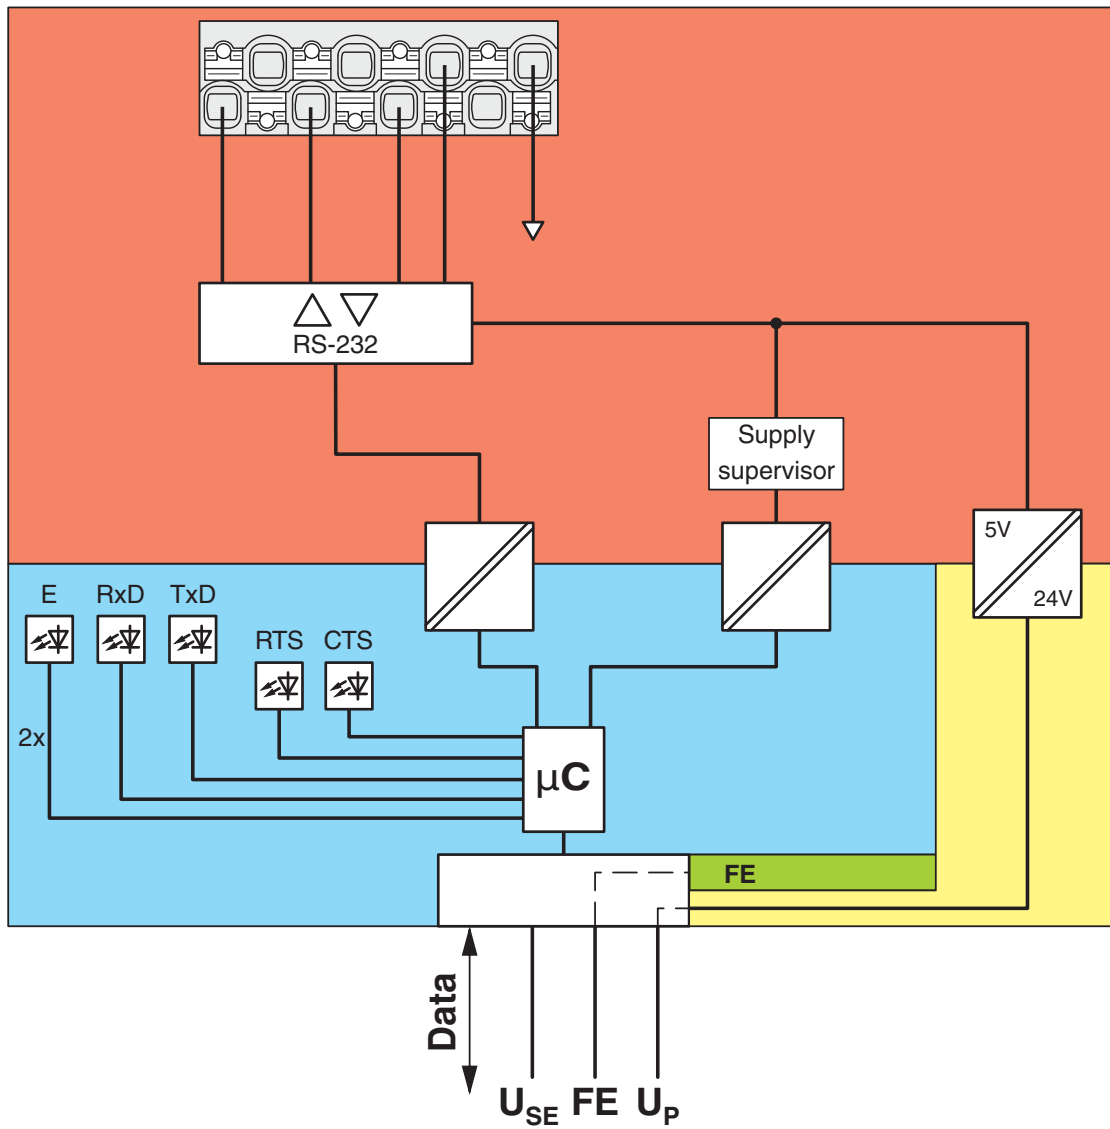 RS-232
Supply
supervisor
5V
24V
E RxD TxD
RTS CTS
2x
µC
FE
Data
USE FE UP